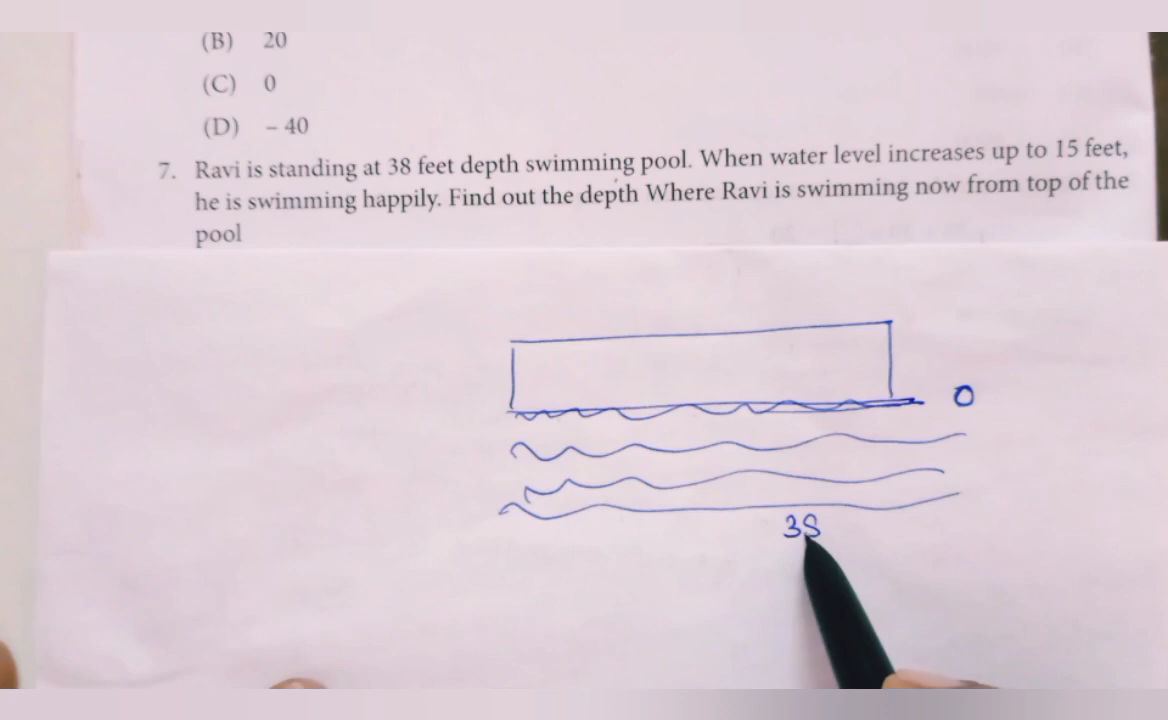 (B) 20
(C) 0
(D) – 40
7. Ravi is standing at 38 feet depth swimming pool. When water level increases up to 15 feet,
he is swimming happily. Find out the depth Where Ravi is swimming now from top of the
pool
0
38